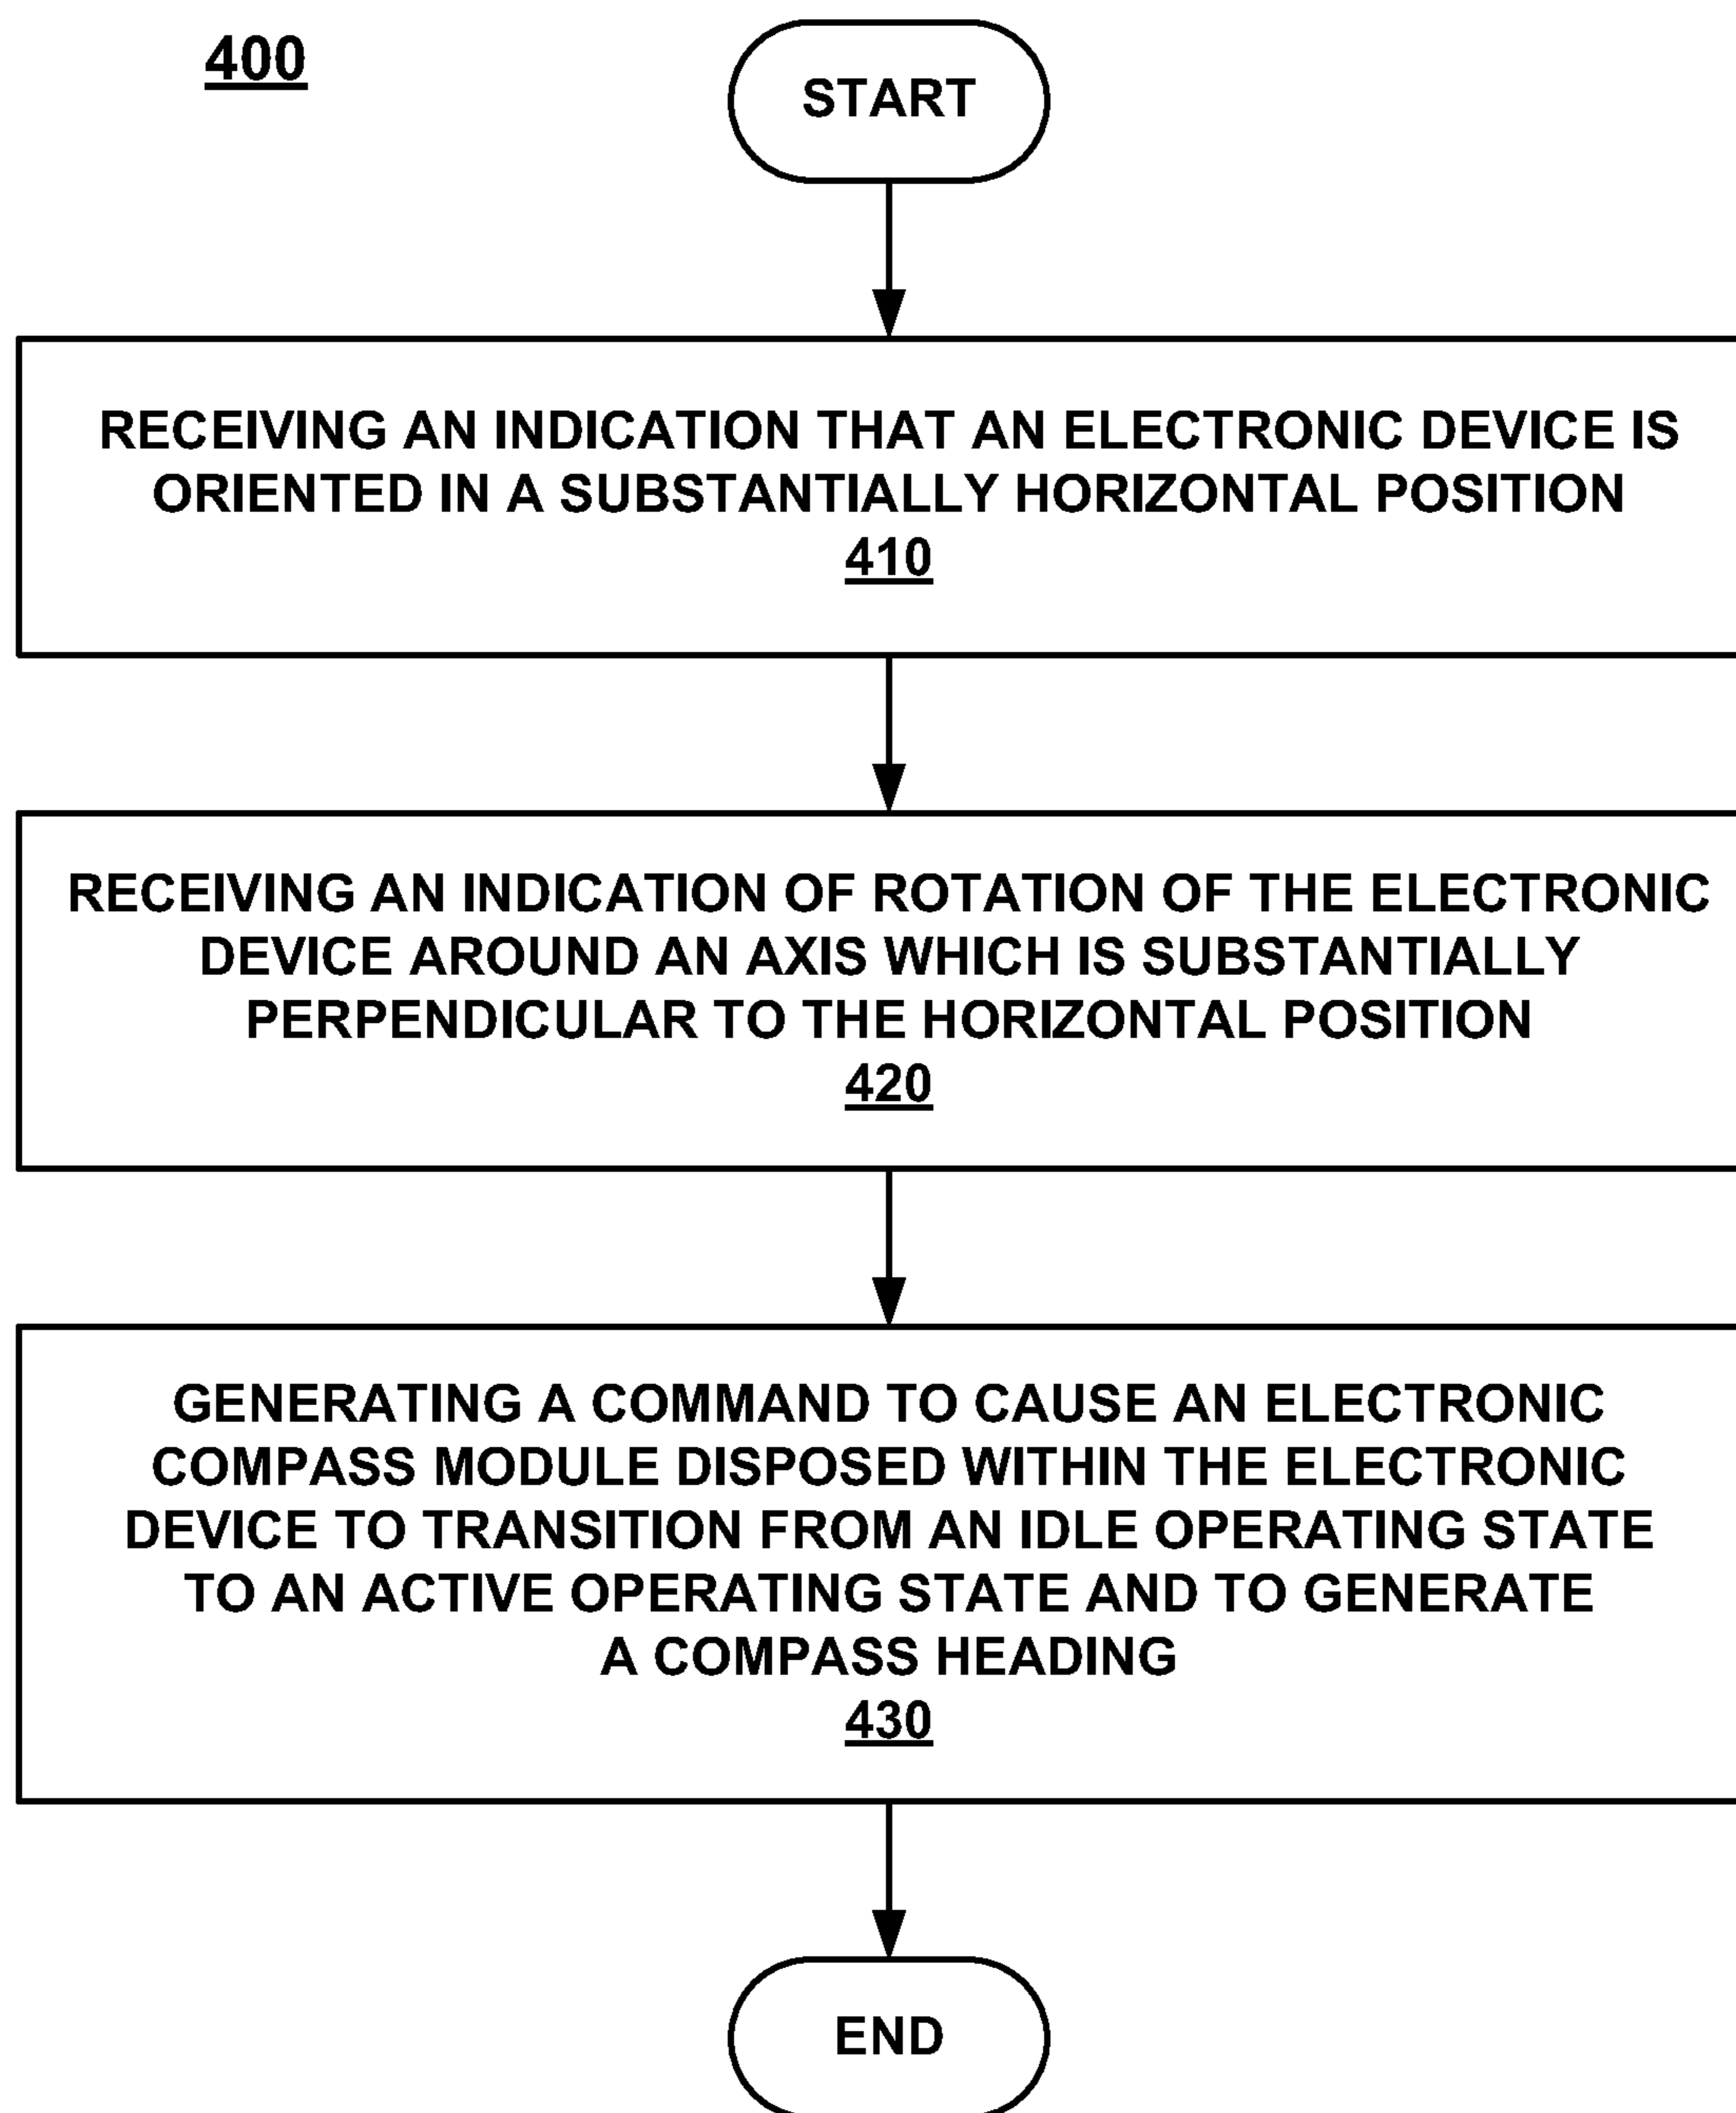 400
START
RECEIVING AN INDICATION THAT AN ELECTRONIC DEVICE IS
ORIENTED IN A SUBSTANTIALLY HORIZONTAL POSITION
410
RECEIVING AN INDICATION OF ROTATION OF THE ELECTRONIC
DEVICE AROUND AN AXIS WHICH IS SUBSTANTIALLY
PERPENDICULAR TO THE HORIZONTAL POSITION
420
GENERATING A COMMAND TO CAUSE AN ELECTRONIC
COMPASS MODULE DISPOSED WITHIN THE ELECTRONIC
DEVICE TO TRANSITION FROM AN IDLE OPERATING STATE
TO AN ACTIVE OPERATING STATE AND TO GENERATE
A COMPASS HEADING
430
END